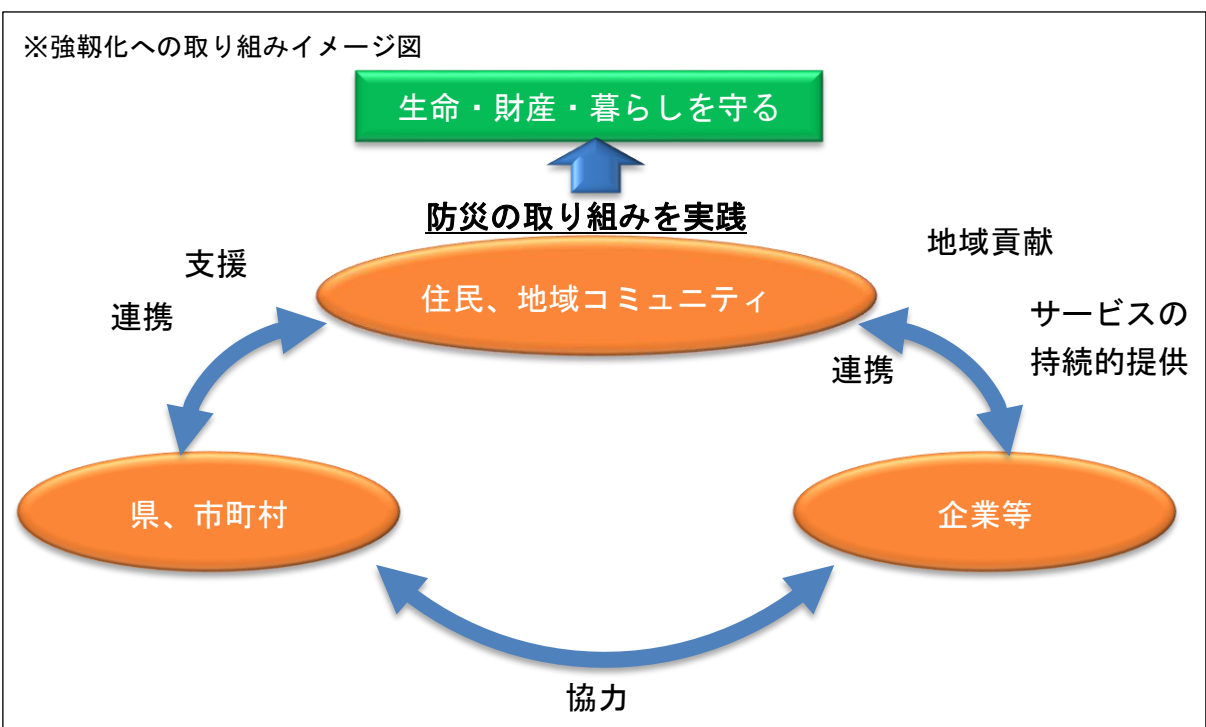 ※強靱化への取り組みイメージ図
生命・財産・暮らしを守る
防災の取り組みを実践
地域貢献
支援
住民、地域コミュニティ
連携
サービスの
持続的提供
連携
県、市町村
企業等
協力